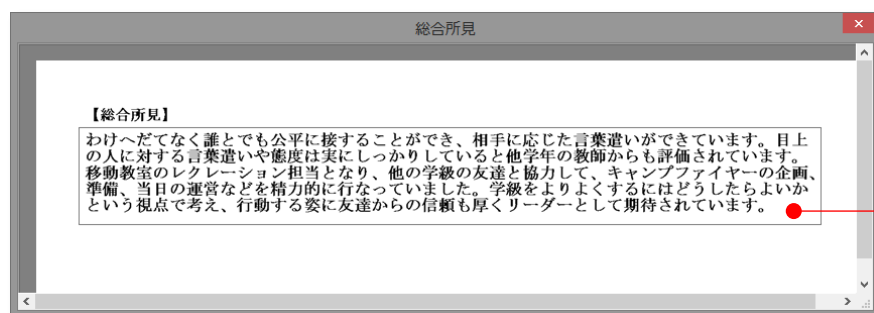 総合所見
【総合所見】
わけへだてなく誰とでも公平に接することができ、相手に応じた言葉遣いができています。目上
の人に対する言葉遣いや態度は実にしっかりしていると他学年の教師からも評価されています。
移動教室のレクレーション担当となり、他の学級の友達と協力して、キャンプファイヤーの企画、
準備、当日の運営などを精力的に行なっていました。学級をよりよくするにはどうしたらよいか
という視点で考え、行動する姿に友達からの信頼も厚くリーダーとして期待されています。